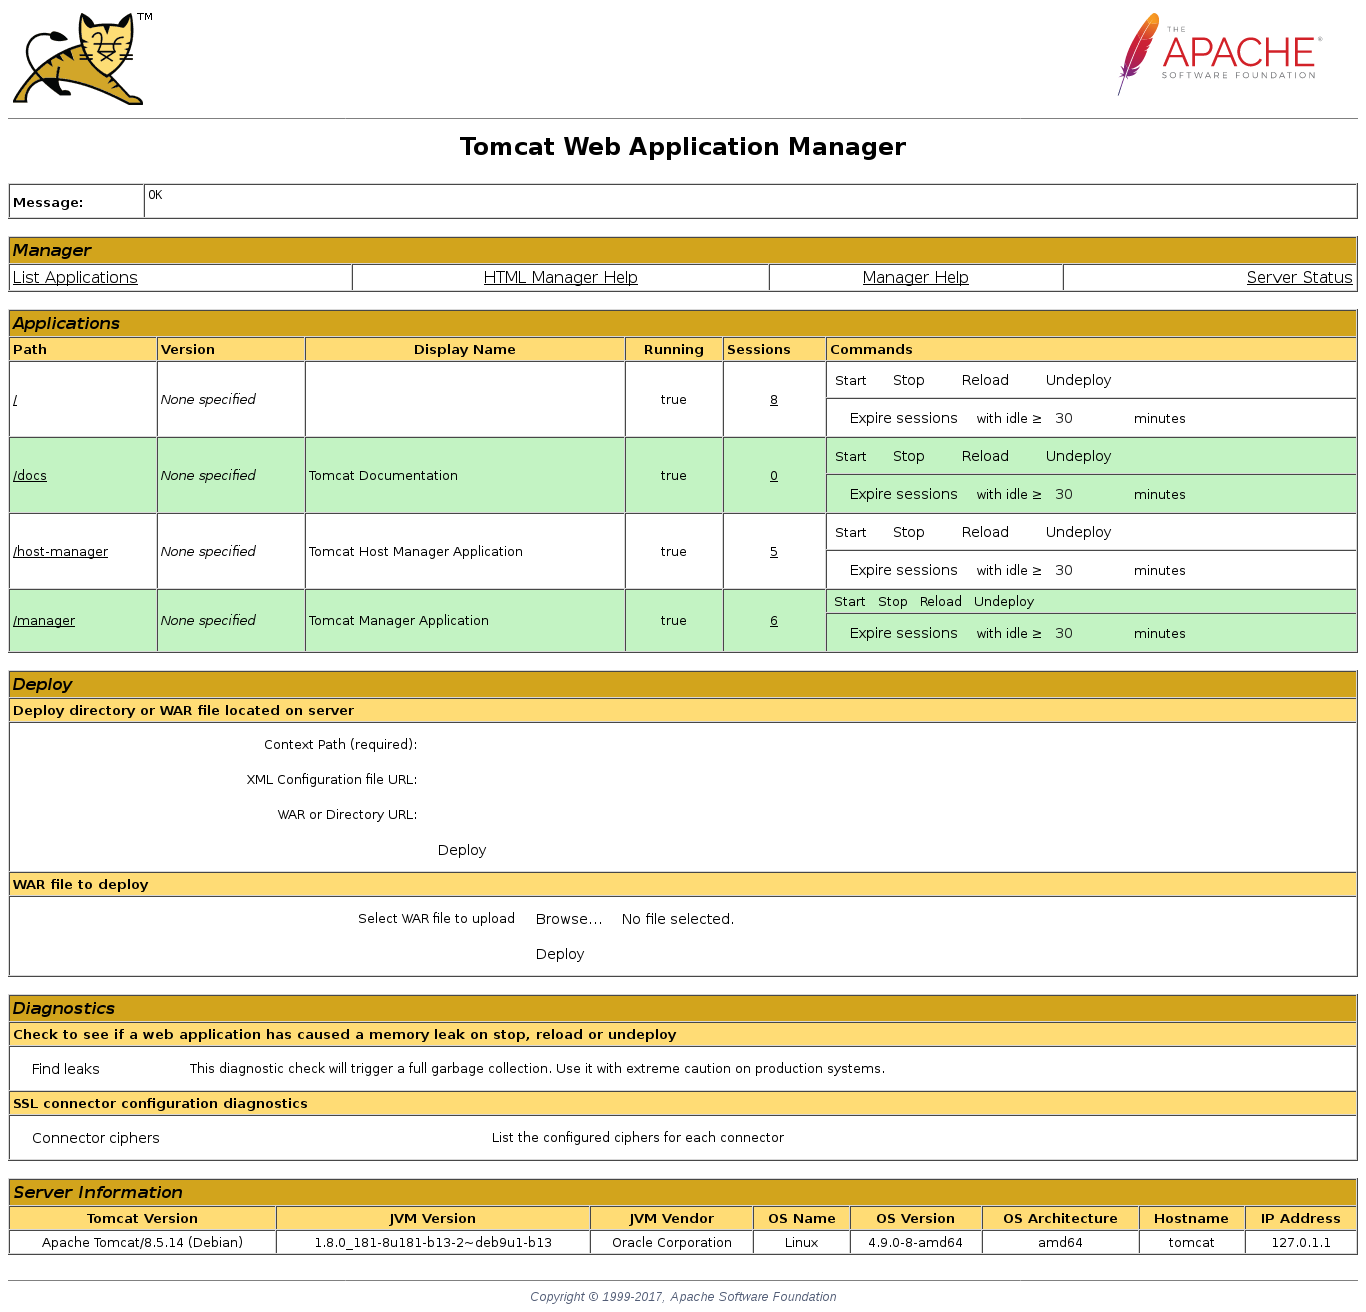 TM
THE
APACHE®
SOFTWARE FOUNDATION
Tomcat Web Application Manager
Message: OK
Manager
List Applications HTML Manager Help Manager Help Server Status
Applications
Path Version Display Name Running Sessions Commands
/ None specified true 8 Start Stop Reload Undeploy
Expire sessions with idle ≥ 30 minutes
/docs None specified Tomcat Documentation true 0 Start Stop Reload Undeploy
Expire sessions with idle ≥ 30 minutes
/host-manager None specified Tomcat Host Manager Application true 5 Start Stop Reload Undeploy
Expire sessions with idle ≥ 30 minutes
/manager None specified Tomcat Manager Application true 6 Start Stop Reload Undeploy
Expire sessions with idle ≥ 30 minutes
Deploy
Deploy directory or WAR file located on server
Context Path (required):
XML Configuration file URL:
WAR or Directory URL:
Deploy
WAR file to deploy
Select WAR file to upload Browse... No file selected.
Deploy
Diagnostics
Check to see if a web application has caused a memory leak on stop, reload or undeploy
Find leaks This diagnostic check will trigger a full garbage collection. Use it with extreme caution on production systems.
SSL connector configuration diagnostics
Connector ciphers List the configured ciphers for each connector
Server Information
Tomcat Version JVM Version JVM Vendor OS Name OS Version OS Architecture Hostname IP Address
Apache Tomcat/8.5.14 (Debian) 1.8.0_181-8u181-b13-2~deb9u1-b13 Oracle Corporation Linux 4.9.0-8-amd64 amd64 tomcat 127.0.1.1
Copyright © 1999-2017, Apache Software Foundation